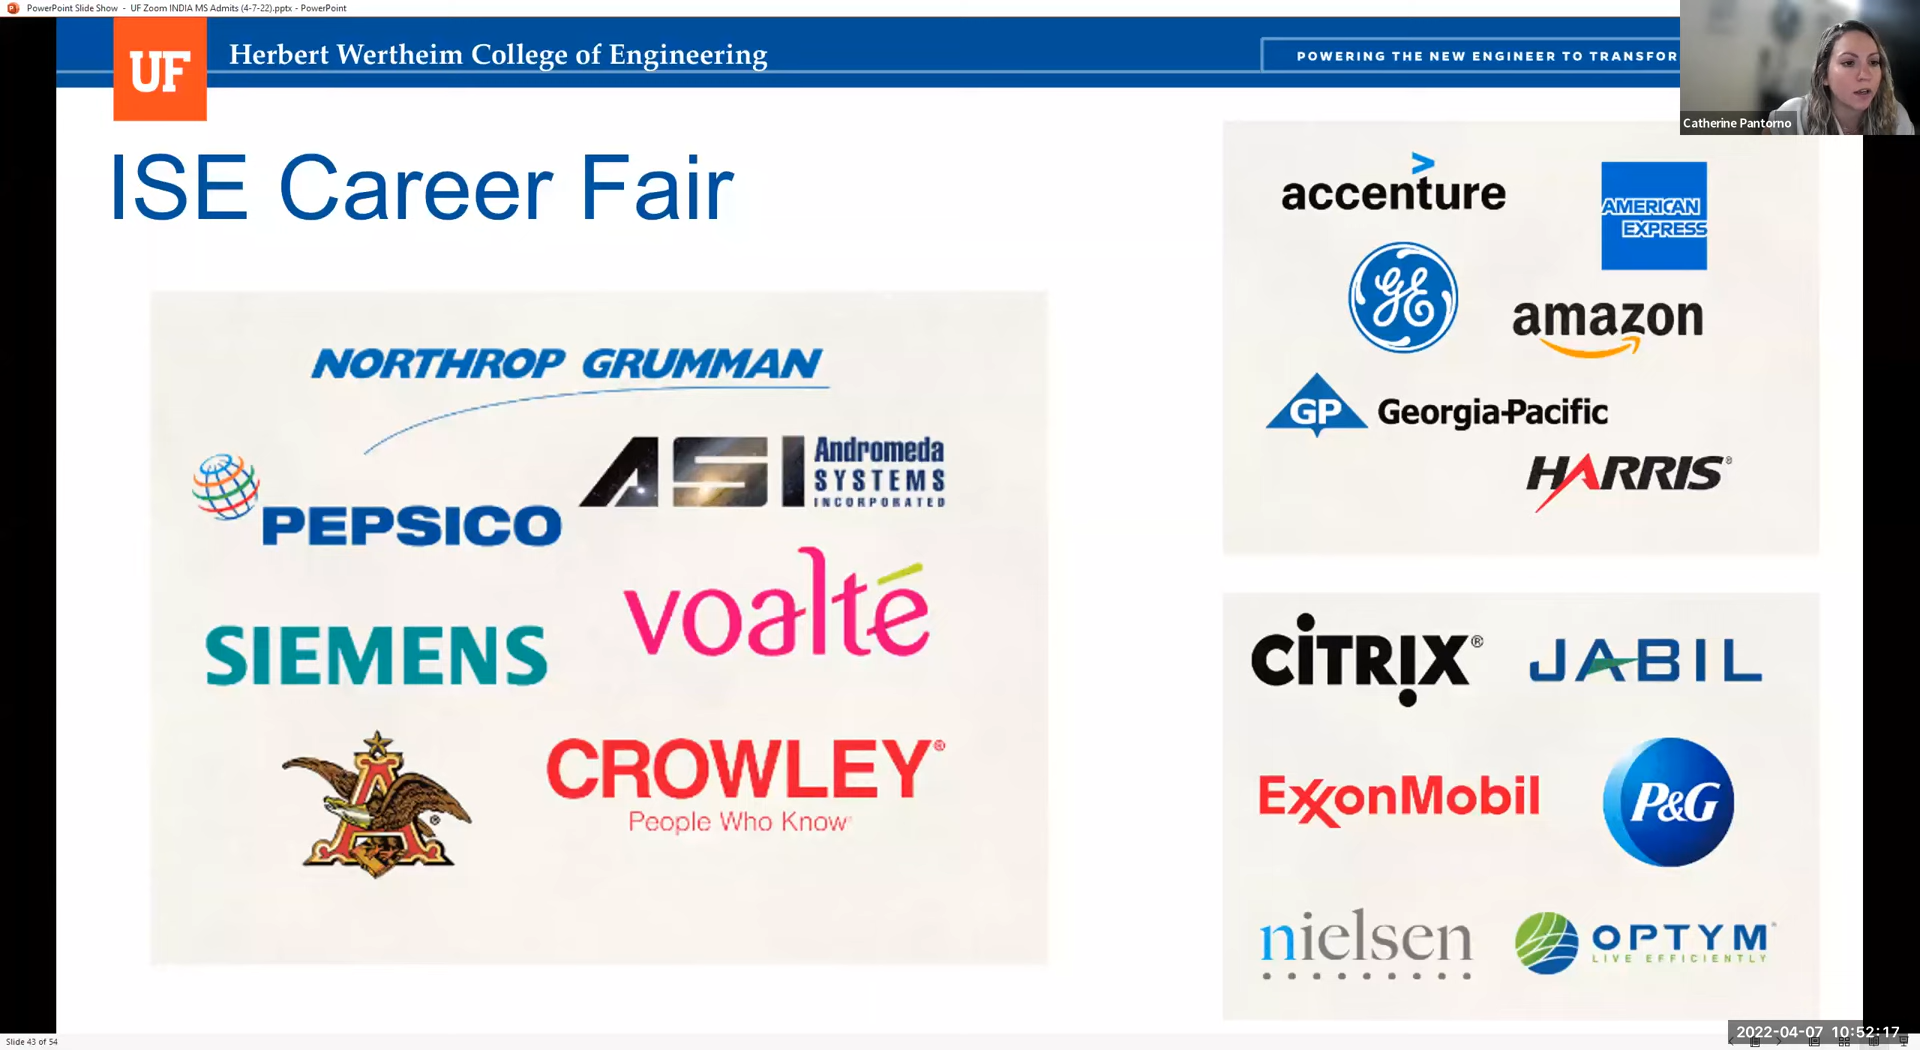 PowerPoint Slide Show - UF Zoom INDIA MS Admits (4-7-22).pptx - PowerPoint
UF
Herbert Wertheim College of Engineering
POWERING THE NEW ENGINEER TO TRANSFOR
Catherine Pantorno
ISE Career Fair
NORTHROP GRUMMAN
PEPSICO
ASI Andromeda
SYSTEMS
INCORPORATED
voalté
SIEMENS
A
®
CROWLEY®
People Who Know
>
accenture
AMERICAN
EXPRESS
GE
amazon
GP Georgia-Pacific
HARRIS®
CiTRIX®
JABIL
ExxonMobil
P&G
nielsen
OPTYM
LIVE EFFICIENTLY
Slide 43 of 54
2022-04-07 10:52:17